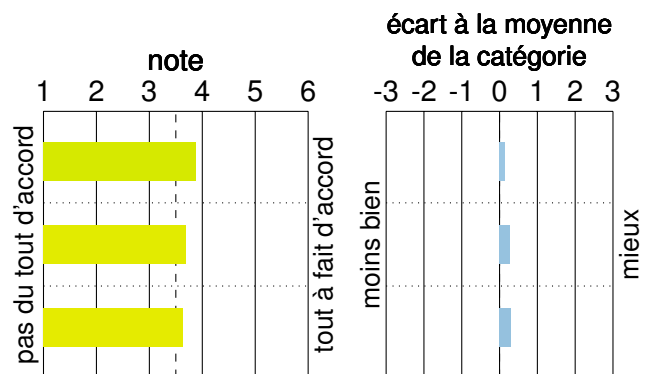 note
1 2 3 4 5 6
pas du tout d'accord
tout à fait d'accord
écart à la moyenne
de la catégorie
-3 -2 -1 0 1 2 3
moins bien
mieux